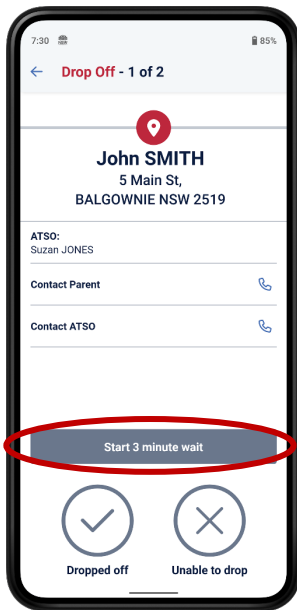 7:30 85%
Drop Off - 1 of 2
John SMITH
5 Main St,
BALGOWNIE NSW 2519
ATSO:
Suzan JONES
Contact Parent
Contact ATSO
Start 3 minute wait
Dropped off Unable to drop